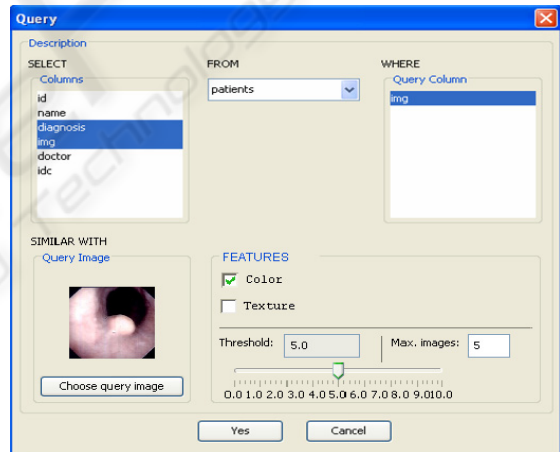 Query
Description
SELECT
Columns
id
name
diagnosis
img
doctor
idc
FROM
patients
WHERE
Query Column
img
SIMILAR WITH
Query Image
Choose query image
FEATURES
Color
Texture
Threshold: 5.0
Max. images: 5
0.0 1.0 2.0 3.0 4.0 5.0 6.0 7.0 8.0 9.0 10.0
Yes
Cancel